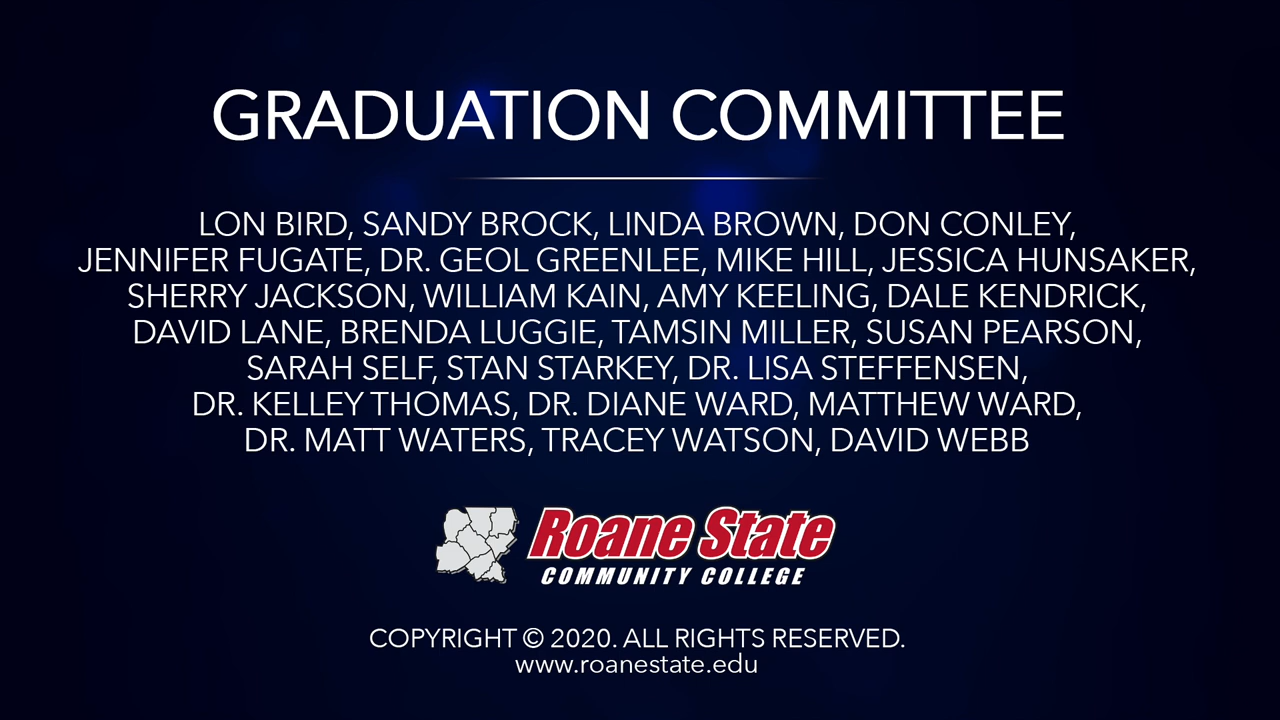 GRADUATION COMMITTEE
LON BIRD, SANDY BROCK, LINDA BROWN, DON CONLEY,
JENNIFER FUGATE, DR. GEOL GREENLEE, MIKE HILL, JESSICA HUNSAKER,
SHERRY JACKSON, WILLIAM KAIN, AMY KEELING, DALE KENDRICK,
DAVID LANE, BRENDA LUGGIE, TAMSIN MILLER, SUSAN PEARSON,
SARAH SELF, STAN STARKEY, DR. LISA STEFFENSEN,
DR. KELLEY THOMAS, DR. DIANE WARD, MATTHEW WARD,
DR. MATT WATERS, TRACEY WATSON, DAVID WEBB
Roane State
COMMUNITY COLLEGE
COPYRIGHT © 2020. ALL RIGHTS RESERVED.
www.roanestate.edu